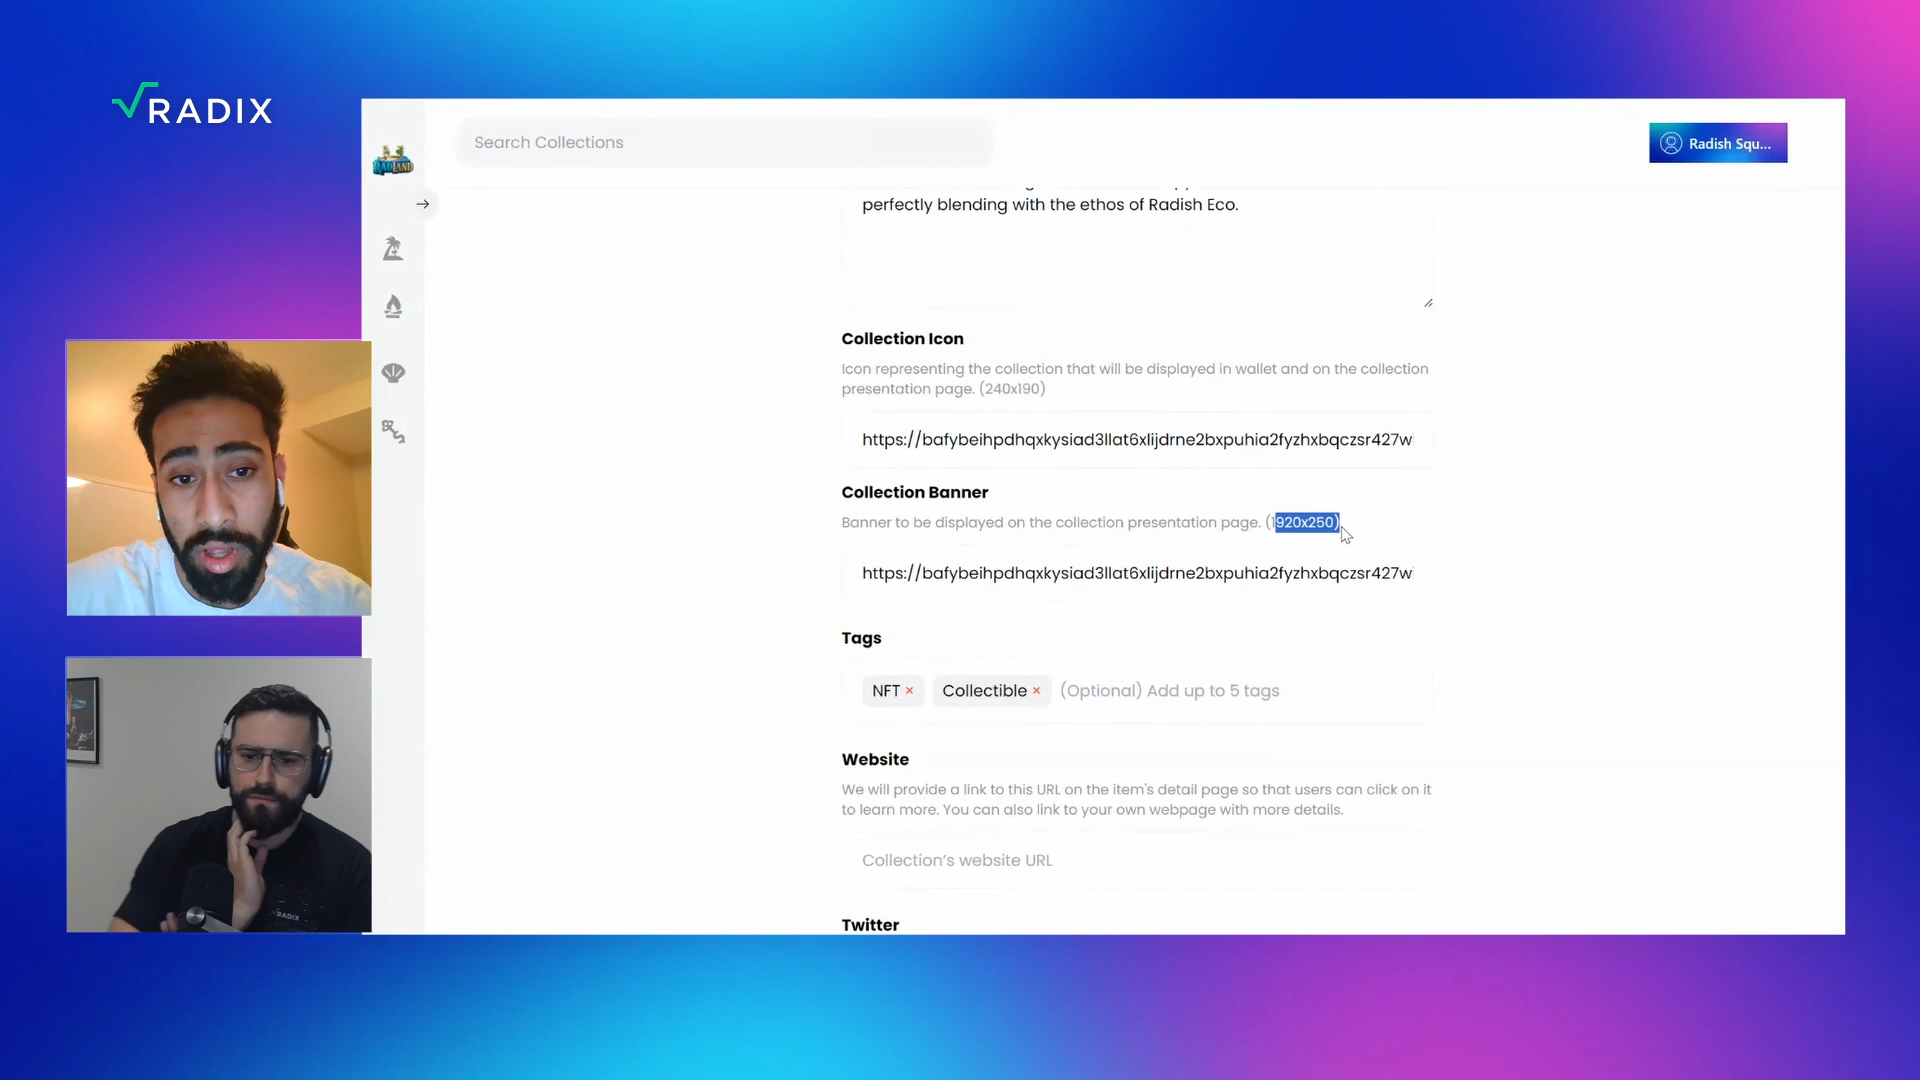 RADIX
RADLAND
Search Collections
Radish Squ...
perfectly blending with the ethos of Radish Eco.
Collection Icon
Icon representing the collection that will be displayed in wallet and on the collection
presentation page. (240x190)
https://bafybeihpdhqxkysiad3llat6xlijdrne2bxpuhia2fyzhxbqczsr427w
Collection Banner
Banner to be displayed on the collection presentation page. (1920x250)
https://bafybeihpdhqxkysiad3llat6xlijdrne2bxpuhia2fyzhxbqczsr427w
Tags
NFT × Collectible × (Optional) Add up to 5 tags
Website
We will provide a link to this URL on the item's detail page so that users can click on it
to learn more. You can also link to your own webpage with more details.
Collection's website URL
Twitter
RADIX